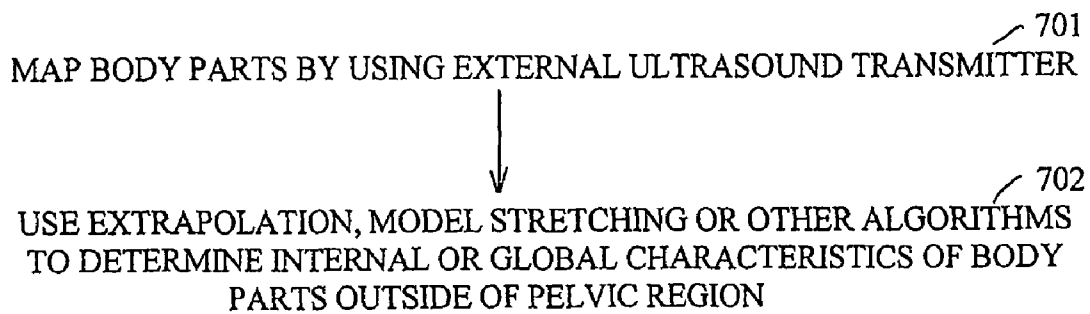 701
MAP BODY PARTS BY USING EXTERNAL ULTRASOUND TRANSMITTER
702
USE EXTRAPOLATION, MODEL STRETCHING OR OTHER ALGORITHMS
TO DETERMINE INTERNAL OR GLOBAL CHARACTERISTICS OF BODY
PARTS OUTSIDE OF PELVIC REGION